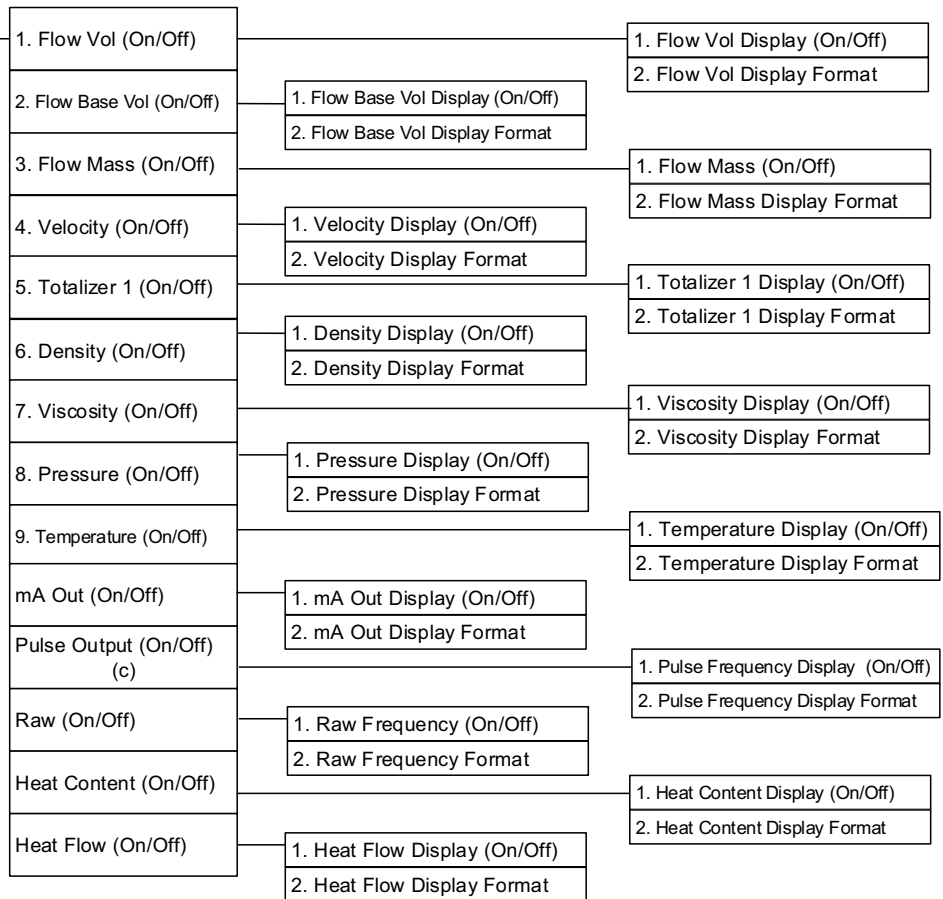 1. Flow Vol (On/Off)
1. Flow Vol Display (On/Off)
2. Flow Vol Display Format
2. Flow Base Vol (On/Off)
1. Flow Base Vol Display (On/Off)
2. Flow Base Vol Display Format
3. Flow Mass (On/Off)
1. Flow Mass (On/Off)
2. Flow Mass Display Format
4. Velocity (On/Off)
1. Velocity Display (On/Off)
2. Velocity Display Format
5. Totalizer 1 (On/Off)
1. Totalizer 1 Display (On/Off)
2. Totalizer 1 Display Format
6. Density (On/Off)
1. Density Display (On/Off)
2. Density Display Format
7. Viscosity (On/Off)
1. Viscosity Display (On/Off)
2. Viscosity Display Format
8. Pressure (On/Off)
1. Pressure Display (On/Off)
2. Pressure Display Format
9. Temperature (On/Off)
1. Temperature Display (On/Off)
2. Temperature Display Format
mA Out (On/Off)
1. mA Out Display (On/Off)
2. mA Out Display Format
Pulse Output (On/Off)
(c)
1. Pulse Frequency Display (On/Off)
2. Pulse Frequency Display Format
Raw (On/Off)
1. Raw Frequency (On/Off)
2. Raw Frequency Format
Heat Content (On/Off)
1. Heat Content Display (On/Off)
2. Heat Content Display Format
Heat Flow (On/Off)
1. Heat Flow Display (On/Off)
2. Heat Flow Display Format